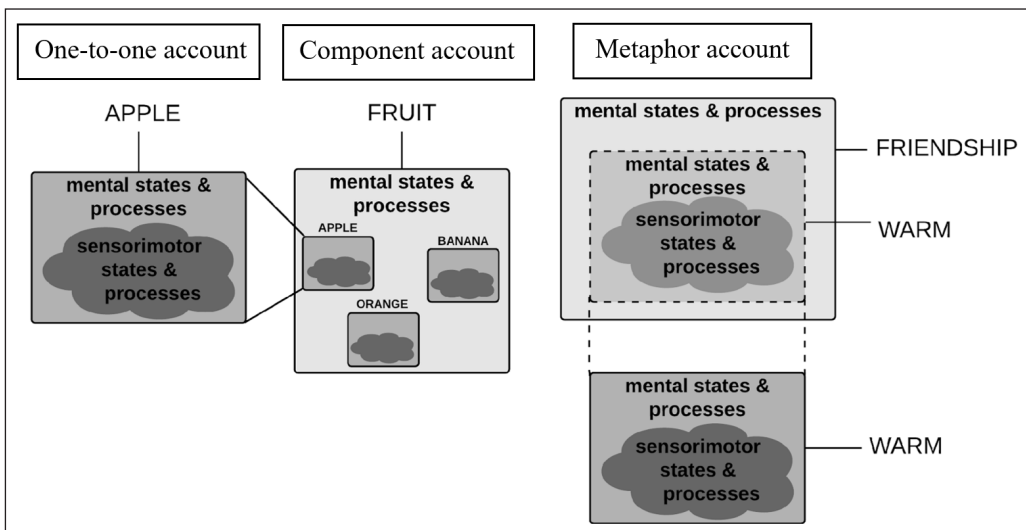 One-to-one account
Component account
Metaphor account
APPLE
mental states &
processes
sensorimotor
states &
processes
FRUIT
mental states &
processes
APPLE
BANANA
ORANGE
mental states & processes
FRIENDSHIP
mental states &
processes
sensorimotor
states &
processes
WARM
mental states &
processes
sensorimotor
states &
processes
WARM